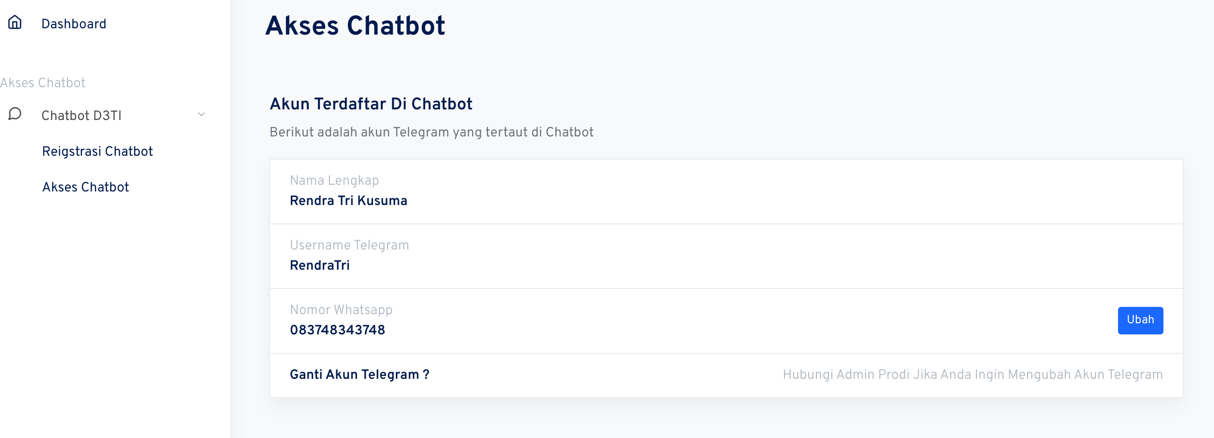 Dashboard
Akses Chatbot
Chatbot D3TI
Reigstrasi Chatbot
Akses Chatbot
Akses Chatbot
Akun Terdaftar Di Chatbot
Berikut adalah akun Telegram yang tertaut di Chatbot
Nama Lengkap
Rendra Tri Kusuma
Username Telegram
RendraTri
Nomor Whatsapp
083748343748
Ubah
Ganti Akun Telegram ?
Hubungi Admin Prodi Jika Anda Ingin Mengubah Akun Telegram